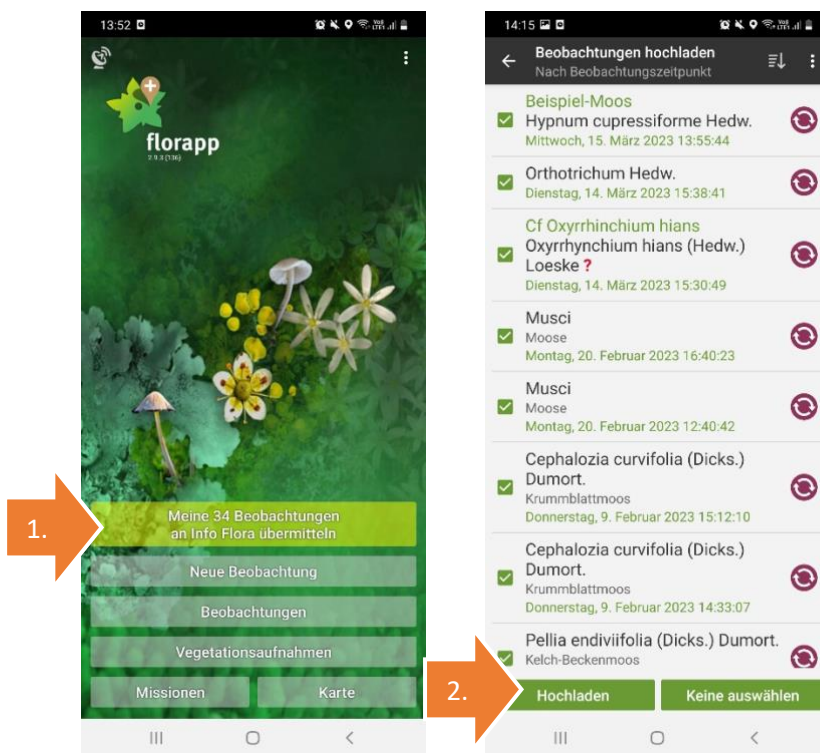 13:52
florapp
2.9.3 (136)
1.
Meine 34 Beobachtungen
an Info Flora übermitteln
Neue Beobachtung
Beobachtungen
Vegetationsaufnahmen
Missionen
Karte
14:15
Beobachtungen hochladen
Nach Beobachtungszeitpunkt
Beispiel-Moos
Hypnum cupressiforme Hedw.
Mittwoch, 15. März 2023 13:55:44
Orthotrichum Hedw.
Dienstag, 14. März 2023 15:38:41
Cf Oxyrrhinchium hians
Oxyrrhynchium hians (Hedw.)
Loeske ?
Dienstag, 14. März 2023 15:30:49
Musci
Moose
Montag, 20. Februar 2023 16:40:23
Musci
Moose
Montag, 20. Februar 2023 12:40:42
Cephalozia curvifolia (Dicks.)
Dumort.
Krummblattmoos
Donnerstag, 9. Februar 2023 15:12:10
Cephalozia curvifolia (Dicks.)
Dumort.
Krummblattmoos
Donnerstag, 9. Februar 2023 14:33:07
Pellia endiviifolia (Dicks.) Dumort.
Kelch-Beckenmoos
2.
Hochladen
Keine auswählen